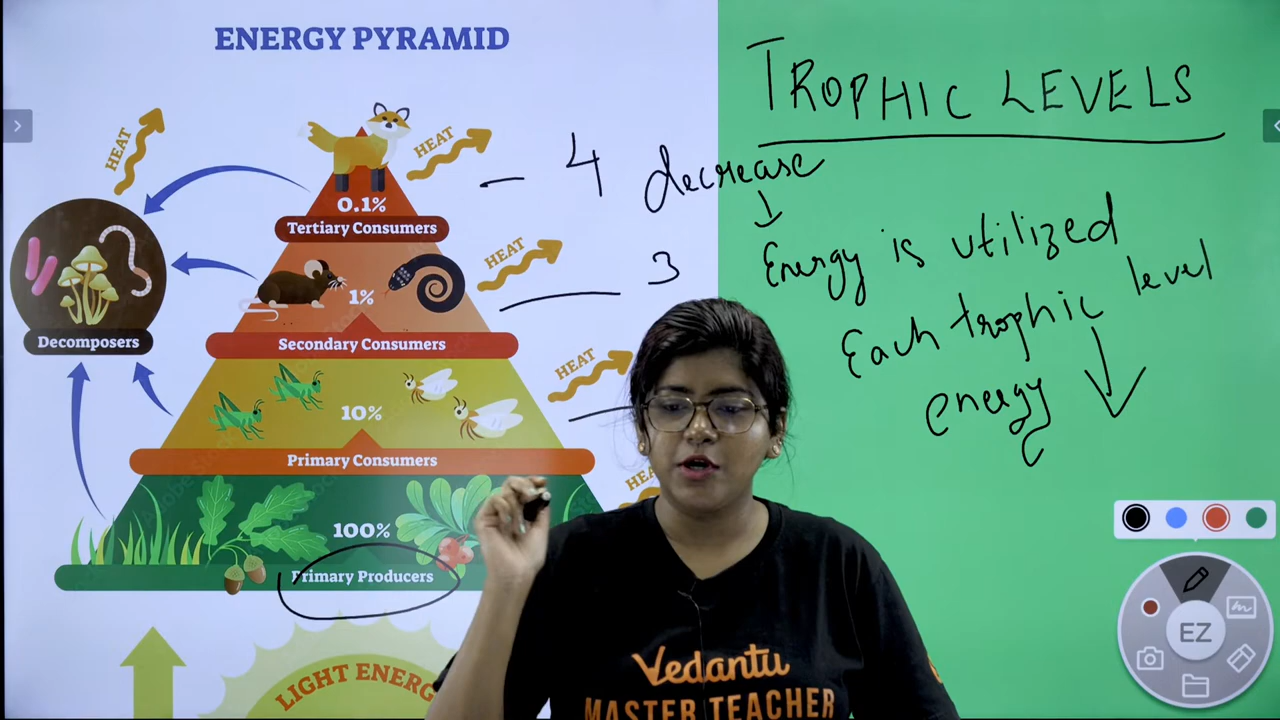 ENERGY PYRAMID
TROPHIC LEVELS
HEAT
HEAT
- 4
decrease
0.1%
Tertiary Consumers
Energy is utilized
HEAT
3
1%
Each trophic level
Decomposers
Secondary Consumers
HEAT
energy
10%
Primary Consumers
HEA
100%
Primary Producers
EZ
LIGHT ENERG
Vedantu
MASTER TEACHER